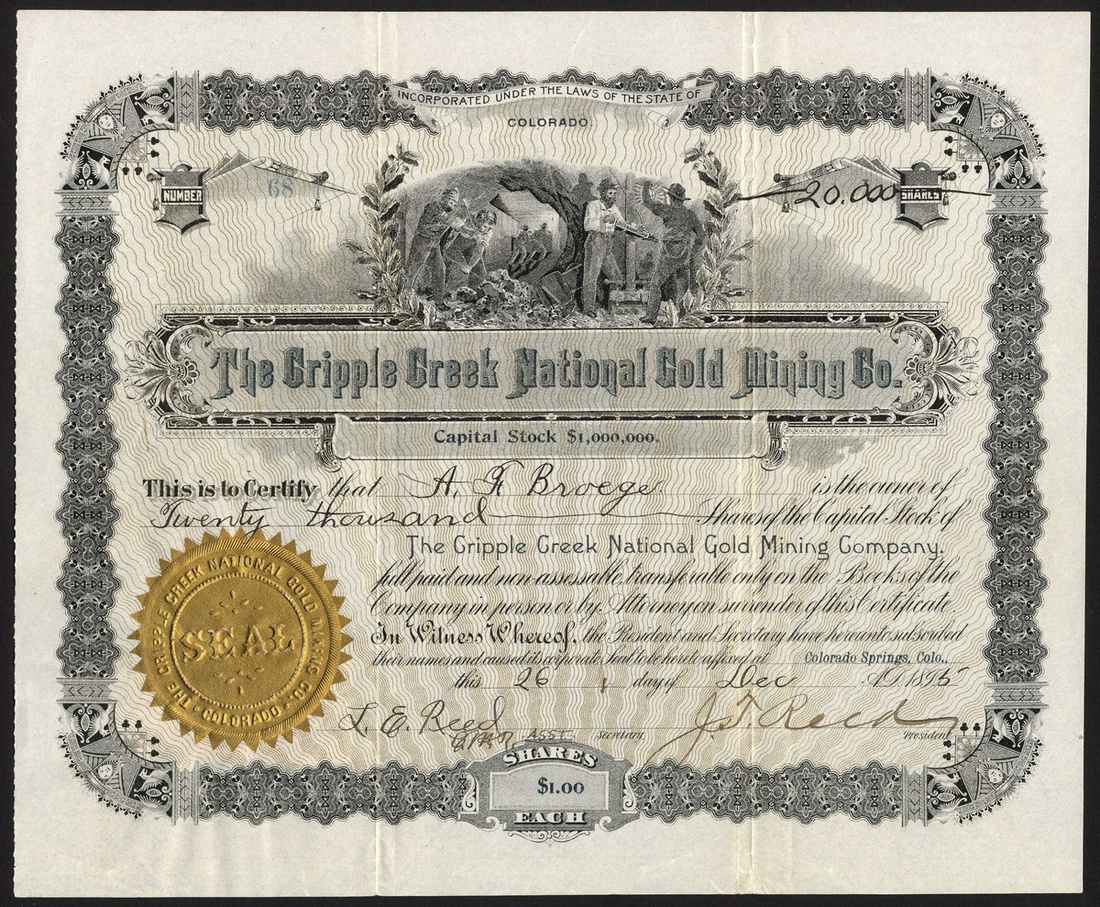 INCORPORATED UNDER THE LAWS OF THE STATE OF
COLORADO.
NUMBER
68
20.000
SHARES
The Cripple Creek National Gold Mining Co.
Capital Stock $1,000,000.
This is to Certify that A. F. Broege is the owner of
Twenty thousand Shares of the Capital Stock of
The Cripple Creek National Gold Mining Company.
full paid and non-assessable, transferable only on the Books of the
Company in person or by Attorney on surrender of this Certificate.
In Witness Whereof, the President and Secretary have hereunto subscribed
their names and caused its corporate Seal to be hereto affixed at Colorado Springs, Colo.,
this 26 day of Dec A.D. 1895
L. E. Reed ASST. Secretary.
J. T. Reed President
THE CRIPPLE CREEK NATIONAL GOLD MINING CO.
SEAL
COLORADO
SHARES
$1.00
EACH